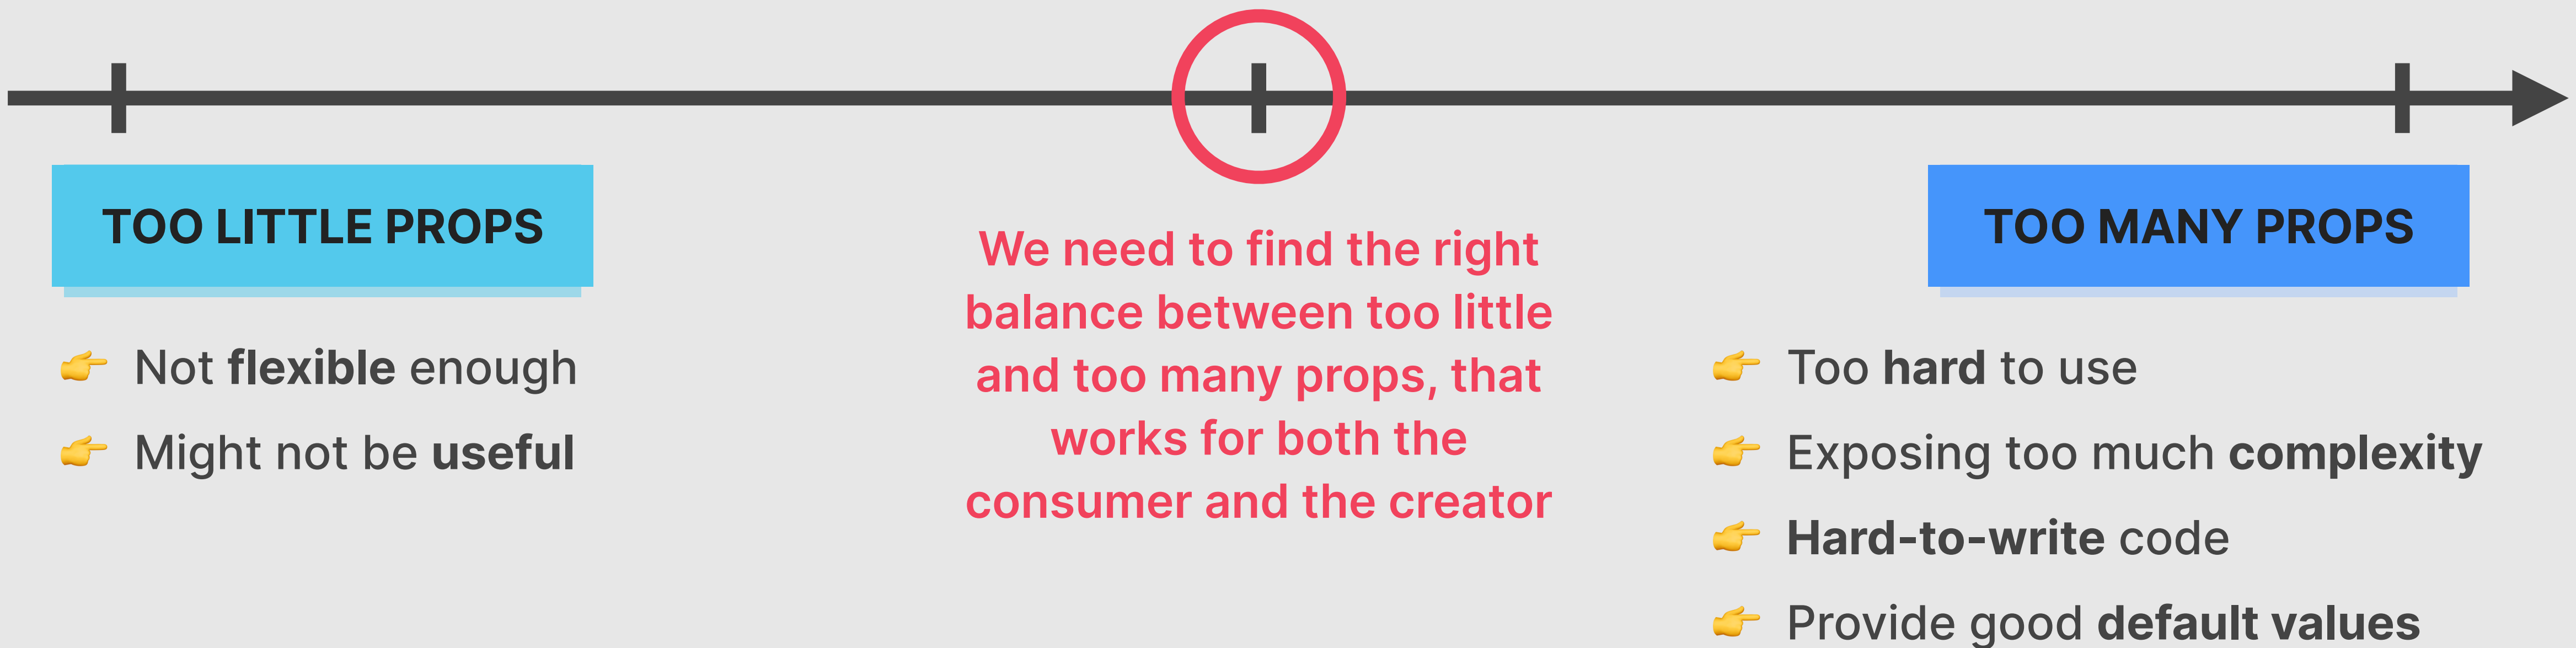 TOO LITTLE PROPS
Not flexible enough
Might not be useful
We need to find the right
balance between too little
and too many props, that
works for both the
consumer and the creator
TOO MANY PROPS
Too hard to use
Exposing too much complexity
Hard-to-write code
Provide good default values